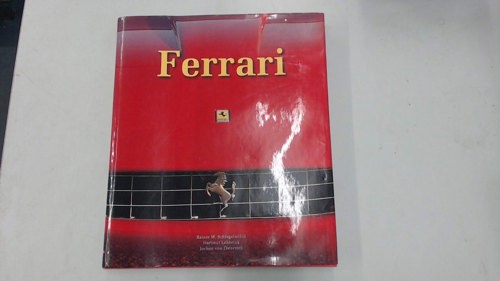 Ferrari
Rainer W. Schlegelmilch
Hartmut Lehbrink
Jochen von Osterroth